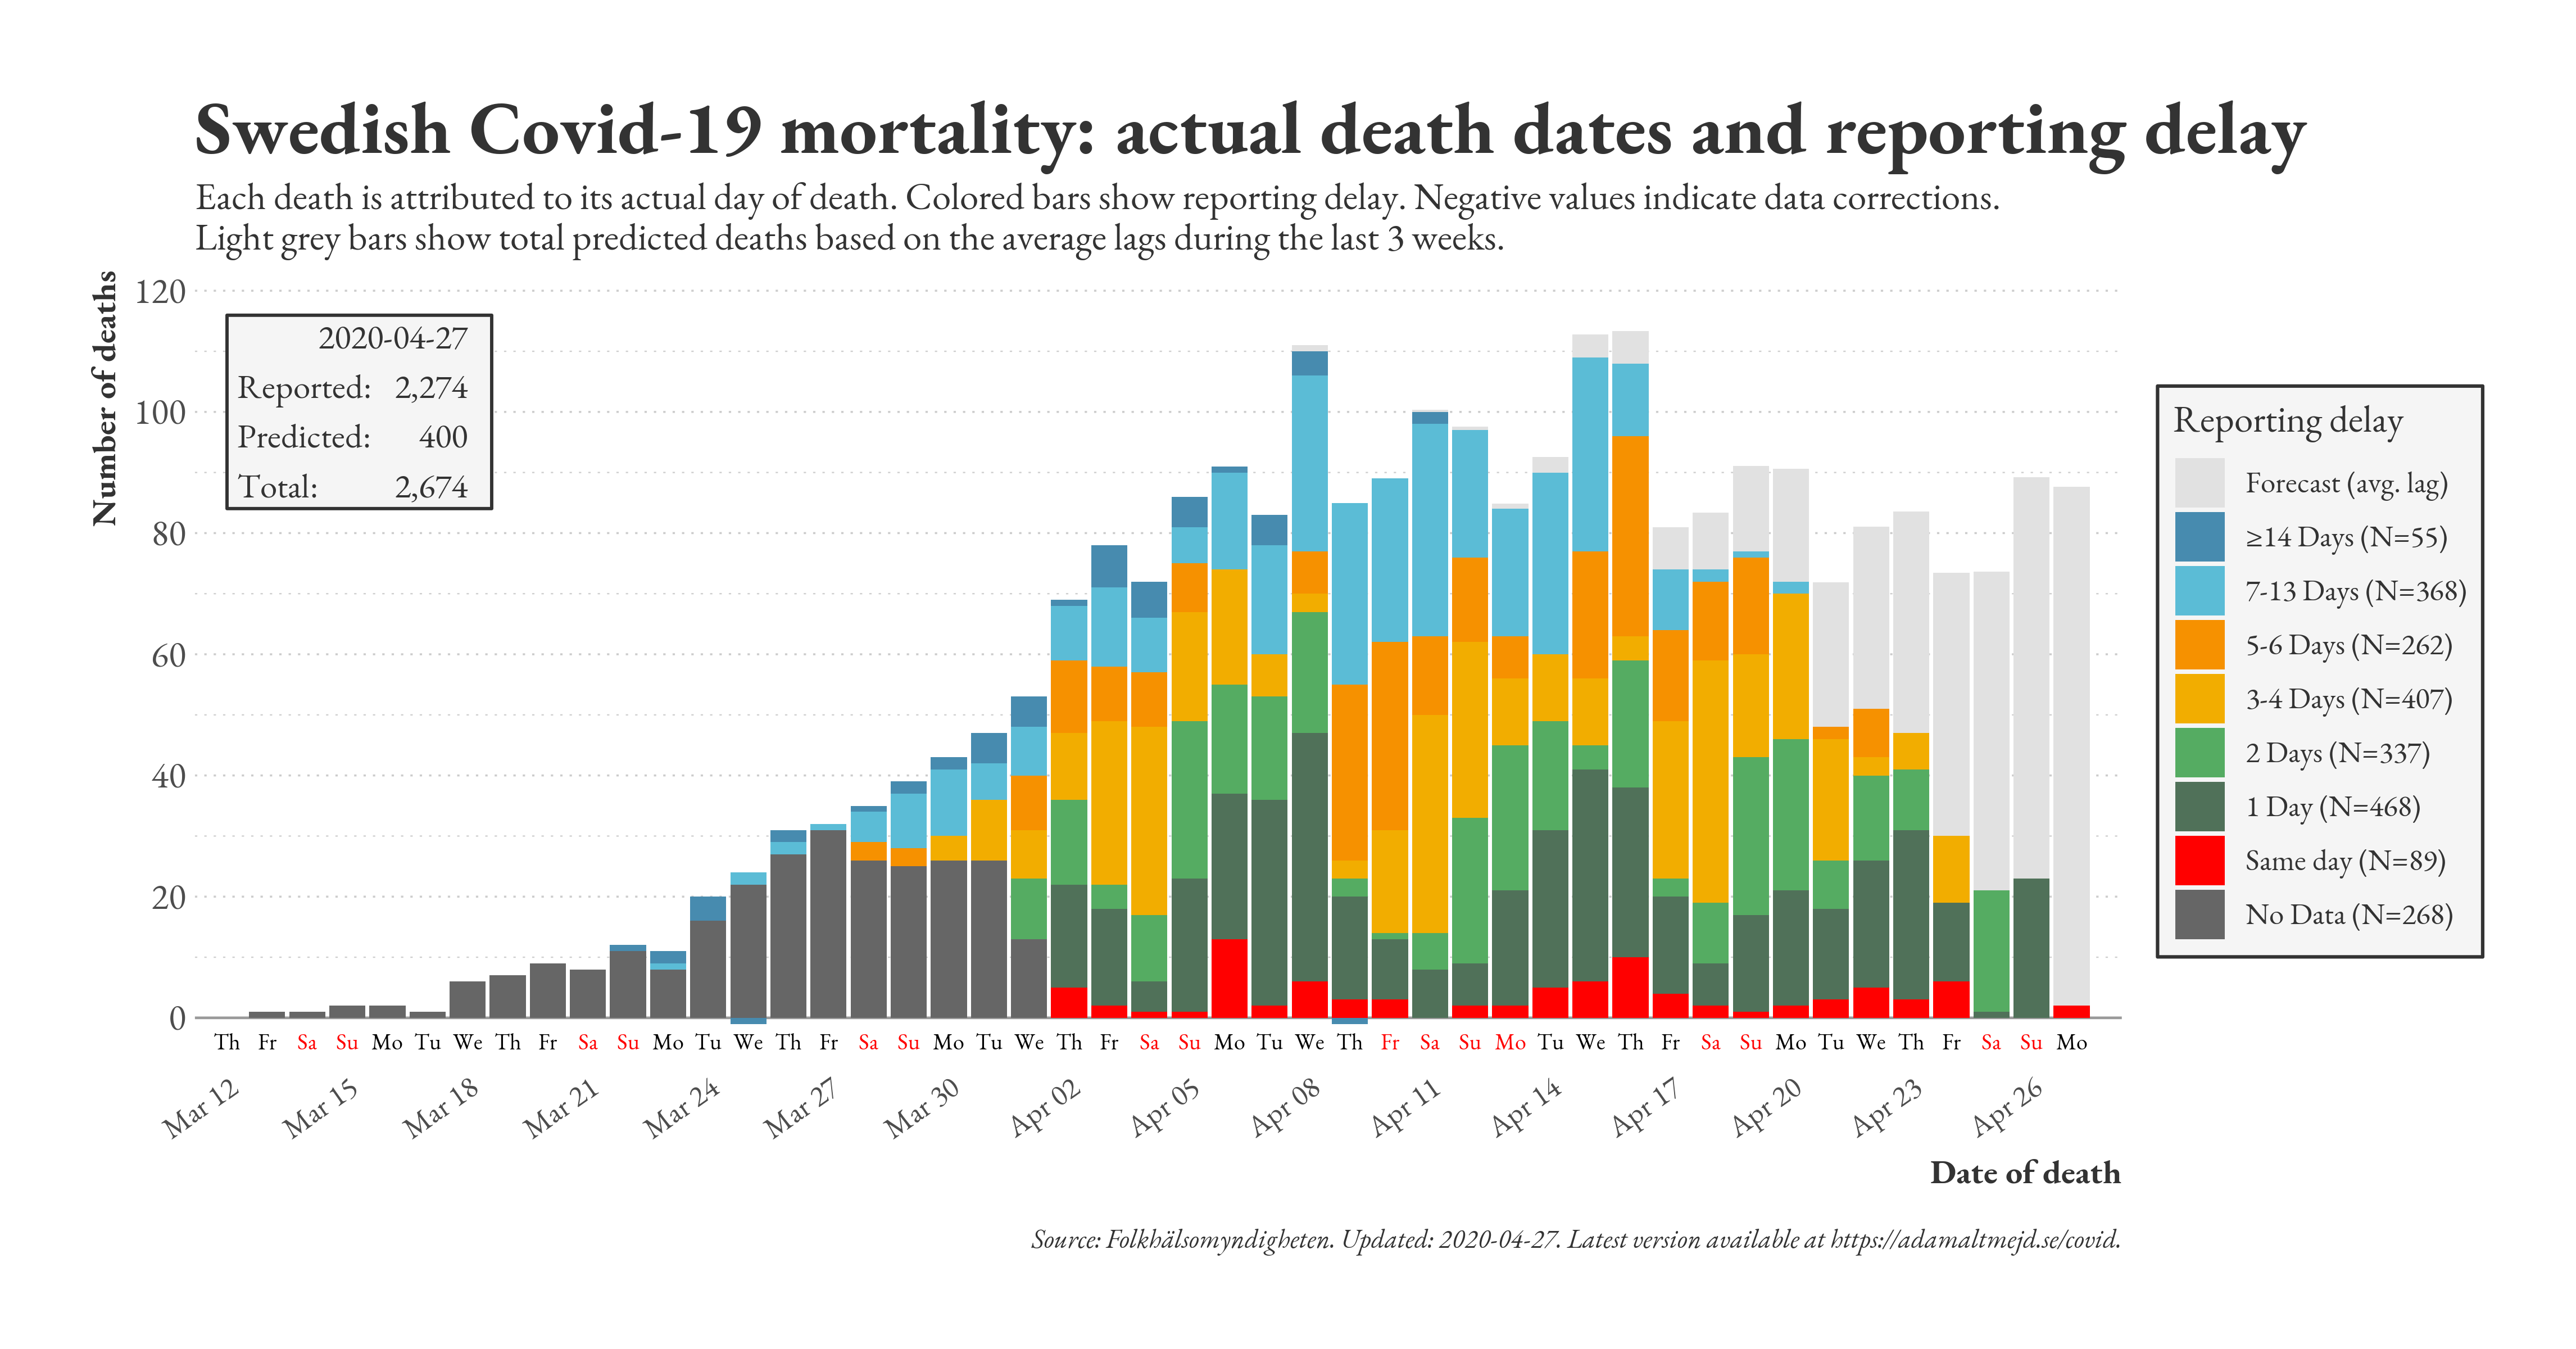 Swedish Covid-19 mortality: actual death dates and reporting delay
Each death is attributed to its actual day of death. Colored bars show reporting delay. Negative values indicate data corrections.
Light grey bars show total predicted deaths based on the average lags during the last 3 weeks.
Number of deaths
120
100
80
60
40
20
0
2020-04-27
Reported: 2,274
Predicted: 400
Total: 2,674
Reporting delay
Forecast (avg. lag)
≥14 Days (N=55)
7-13 Days (N=368)
5-6 Days (N=262)
3-4 Days (N=407)
2 Days (N=337)
1 Day (N=468)
Same day (N=89)
No Data (N=268)
Th Fr Sa Su Mo Tu We Th Fr Sa Su Mo Tu We Th Fr Sa Su Mo Tu We Th Fr Sa Su Mo Tu We Th Fr Sa Su Mo Tu We Th Fr Sa Su Mo Tu We Th Fr Sa Su Mo
Mar 12 Mar 15 Mar 18 Mar 21 Mar 24 Mar 27 Mar 30 Apr 02 Apr 05 Apr 08 Apr 11 Apr 14 Apr 17 Apr 20 Apr 23 Apr 26
Date of death
Source: Folkhälsomyndigheten. Updated: 2020-04-27. Latest version available at https://adamaltmejd.se/covid.